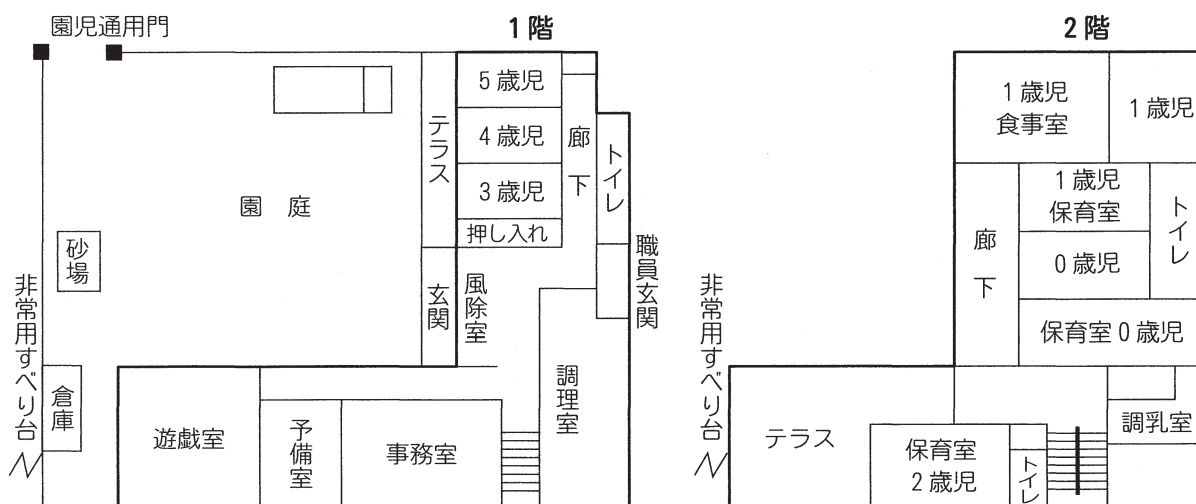 園児通用門
1階
5歳児
4歳児
3歳児
押し入れ
テラス
廊下
トイレ
園庭
砂場
玄関
風除室
職員玄関
非常用すべり台
倉庫
遊戯室
予備室
事務室
調理室
2階
1歳児
食事室
1歳児
1歳児
保育室
トイレ
廊下
0歳児
保育室0歳児
非常用すべり台
テラス
保育室
2歳児
トイレ
調乳室